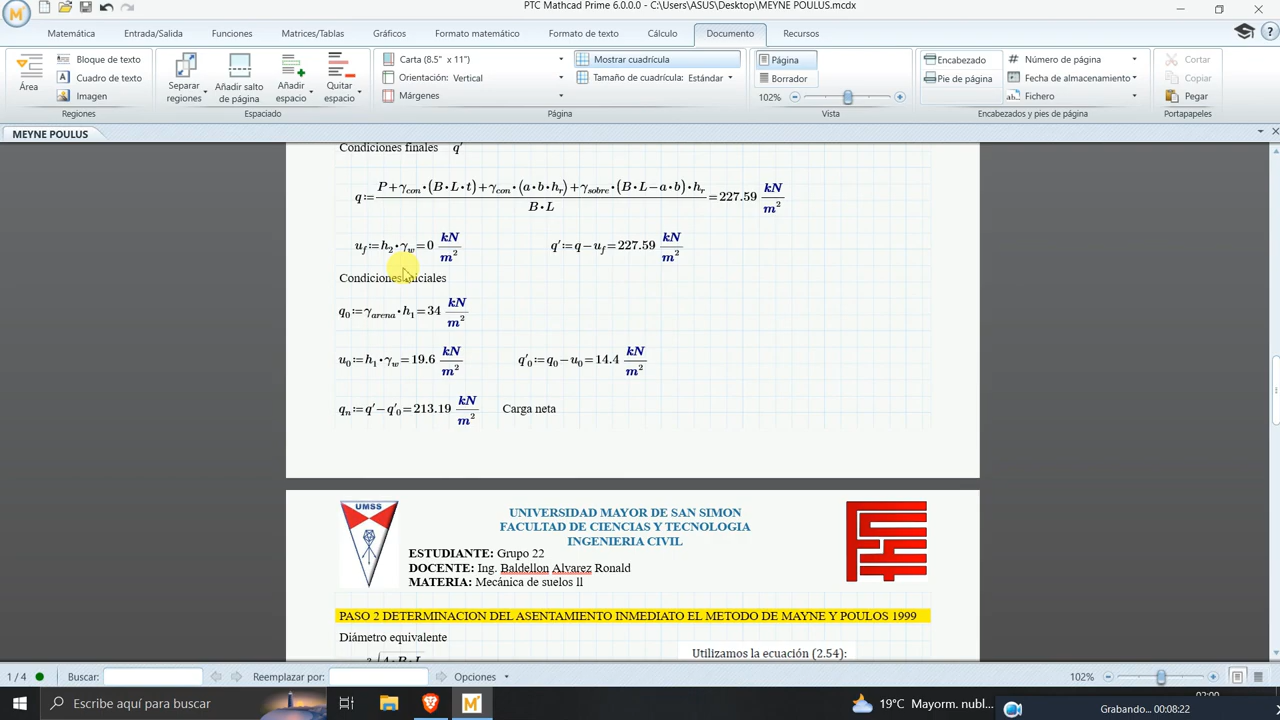 PTC Mathcad Prime 6.0.0.0 - C:\Users\ASUS\Desktop\MEYNE POULUS.mcdx
Matemática Entrada/Salida Funciones Matrices/Tablas Gráficos Formato matemático Formato de texto Cálculo Documento Recursos
Área
Bloque de texto
Cuadro de texto
Imagen
Regiones
Separar regiones
Añadir salto de página
Añadir espacio
Quitar espacio
Espaciado
Carta (8.5" x 11")
Orientación: Vertical
Márgenes
Mostrar cuadrícula
Tamaño de cuadrícula: Estándar
Página
Página
Borrador
102%
Vista
Encabezado
Pie de página
Número de página
Fecha de almacenamiento
Fichero
Encabezados y pies de página
Cortar
Copiar
Pegar
Portapapeles
MEYNE POULUS
Condiciones finales q'
q:=(P+γcon•(B•L•t)+γcon•(a•b•hr)+γsobre•(B•L−a•b)•hr)/(B•L)=227.59 kN/m²
uf:=h2•γw=0 kN/m² q':=q−uf=227.59 kN/m²
Condiciones iniciales
q0:=γarena•h1=34 kN/m²
u0:=h1•γw=19.6 kN/m² q'0:=q0−u0=14.4 kN/m²
qn:=q'−q'0=213.19 kN/m² Carga neta
UMSS
UNIVERSIDAD MAYOR DE SAN SIMON
FACULTAD DE CIENCIAS Y TECNOLOGIA
INGENIERIA CIVIL
ESTUDIANTE: Grupo 22
DOCENTE: Ing. Baldellon Alvarez Ronald
MATERIA: Mecánica de suelos ll
PASO 2 DETERMINACION DEL ASENTAMIENTO INMEDIATO EL METODO DE MAYNE Y POULOS 1999
Diámetro equivalente
Utilizamos la ecuación (2.54):
1 / 4 Buscar: Reemplazar por: Opciones 102%
Escribe aquí para buscar
19°C Mayorm. nubl...
Grabando... 00:08:22